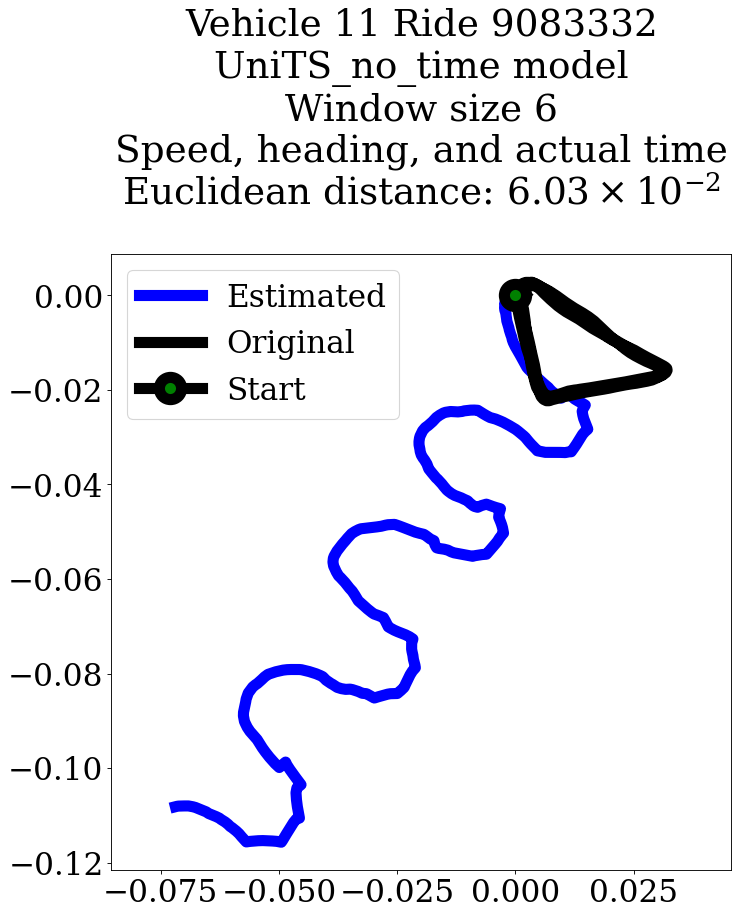 Vehicle 11 Ride 9083332
UniTS_no_time model
Window size 6
Speed, heading, and actual time
Euclidean distance: 6.03 × 10⁻²
Estimated
Original
Start
0.00
−0.02
−0.04
−0.06
−0.08
−0.10
−0.12
−0.075 −0.050 −0.025 0.000 0.025